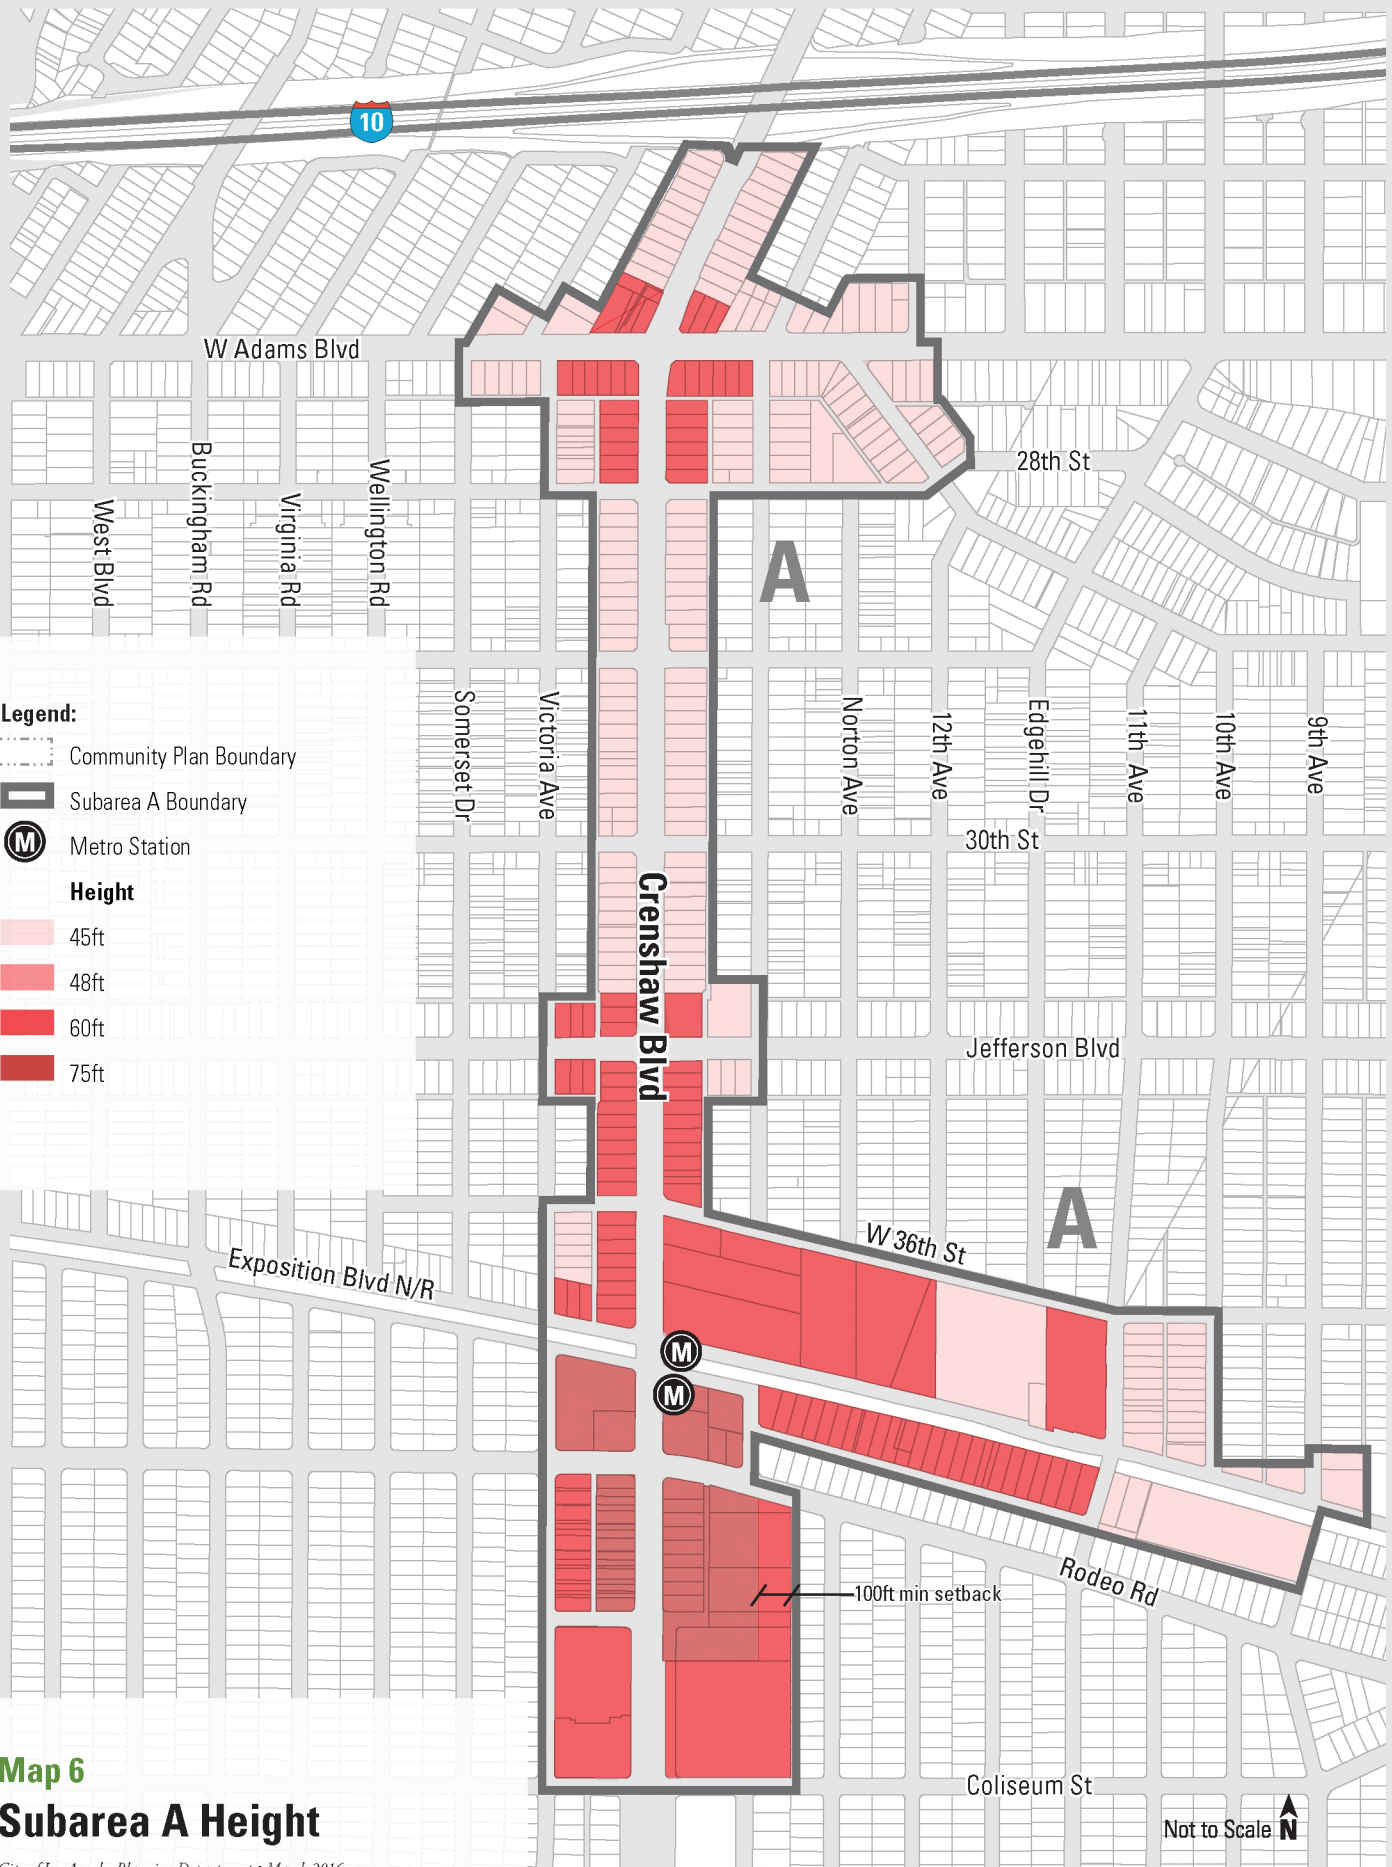 10
W Adams Blvd
28th St
West Blvd
Buckingham Rd
Virginia Rd
Wellington Rd
A
Somerset Dr
Victoria Ave
Norton Ave
12th Ave
Edgehill Dr
11th Ave
10th Ave
9th Ave
30th St
Legend:
Community Plan Boundary
Subarea A Boundary
M Metro Station
Height
45ft
48ft
60ft
75ft
Crenshaw Blvd
Jefferson Blvd
A
W 36th St
Exposition Blvd N/R
M
M
Rodeo Rd
100ft min setback
Coliseum St
Not to Scale N
Map 6
Subarea A Height